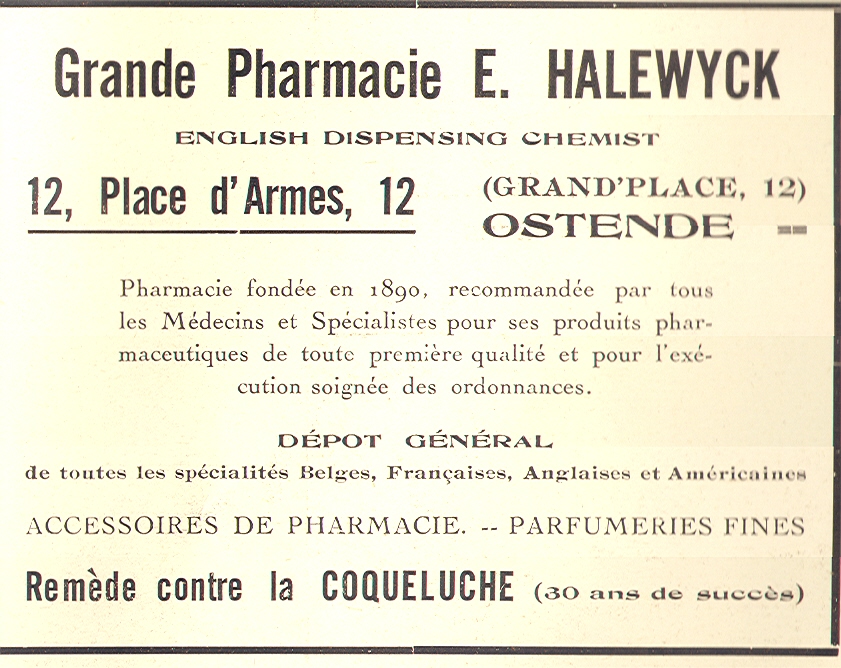 Grande Pharmacie E. HALEWYCK
ENGLISH DISPENSING CHEMIST
12, Place d'Armes, 12
(GRAND'PLACE, 12)
OSTENDE --
Pharmacie fondée en 1890, recommandée par tous
les Médecins et Spécialistes pour ses produits phar-
maceutiques de toute première qualité et pour l'exé-
cution soignée des ordonnances.
DÉPOT GÉNÉRAL
de toutes les spécialités Belges, Françaises, Anglaises et Américaines
ACCESSOIRES DE PHARMACIE. -- PARFUMERIES FINES
Remède contre la COQUELUCHE (30 ans de succès)